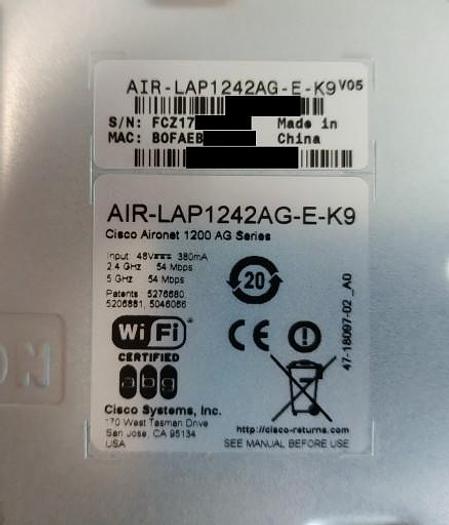 AIR-LAP1242AG-E-K9 V05
S/N: FCZ17
Made in
MAC: B0FAEB
China
AIR-LAP1242AG-E-K9
Cisco Aironet 1200 AG Series
Input: 48V 380mA
2.4 GHz 54 Mbps
5 GHz 54 Mbps
Patents 5276680,
5206881, 5046066
20
Wi Fi
CERTIFIED
a b g
CE
47-18097-02 _A0
Cisco Systems, Inc.
170 West Tasman Drive
San Jose, CA 95134
USA
http://cisco-returns.com
SEE MANUAL BEFORE USE
ON